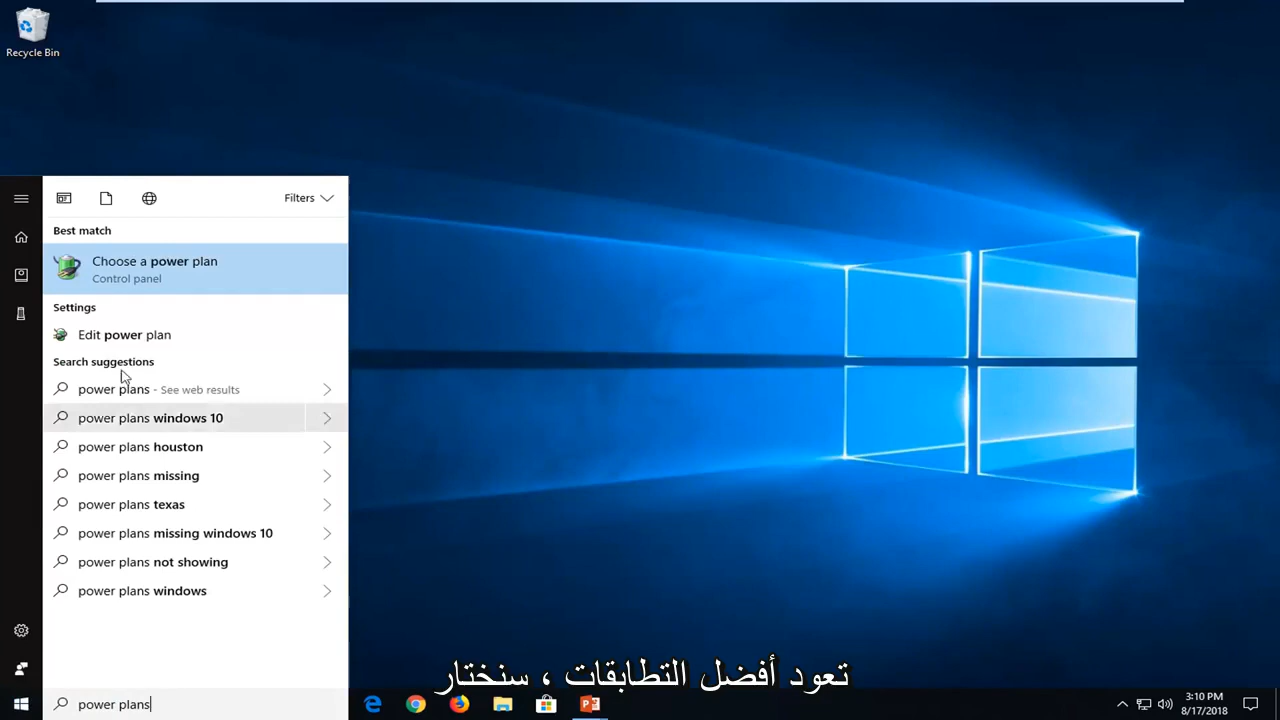 Recycle Bin
Filters
Best match
Choose a power plan
Control panel
Settings
Edit power plan
Search suggestions
power plans - See web results
power plans windows 10
power plans houston
power plans missing
power plans texas
power plans missing windows 10
power plans not showing
power plans windows
تعود أفضل التطابقات ، سنختار
power plans
3:10 PM
8/17/2018